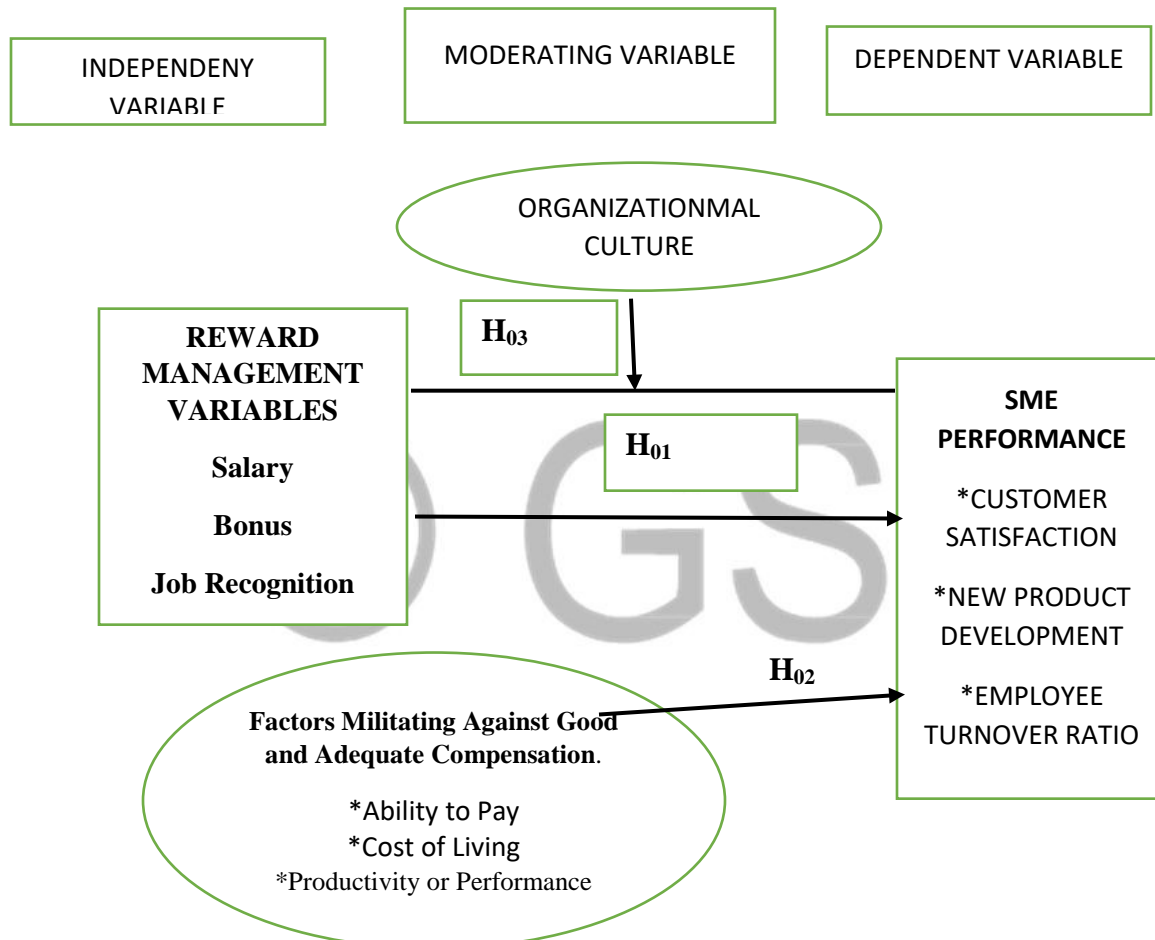 INDEPENDENY
VARIABLE
MODERATING VARIABLE
DEPENDENT VARIABLE
ORGANIZATIONMAL
CULTURE
H03
REWARD
MANAGEMENT
VARIABLES
Salary
Bonus
Job Recognition
H01
SME
PERFORMANCE
*CUSTOMER
SATISFACTION
*NEW PRODUCT
DEVELOPMENT
*EMPLOYEE
TURNOVER RATIO
H02
Factors Militating Against Good
and Adequate Compensation.
*Ability to Pay
*Cost of Living
*Productivity or Performance
GS